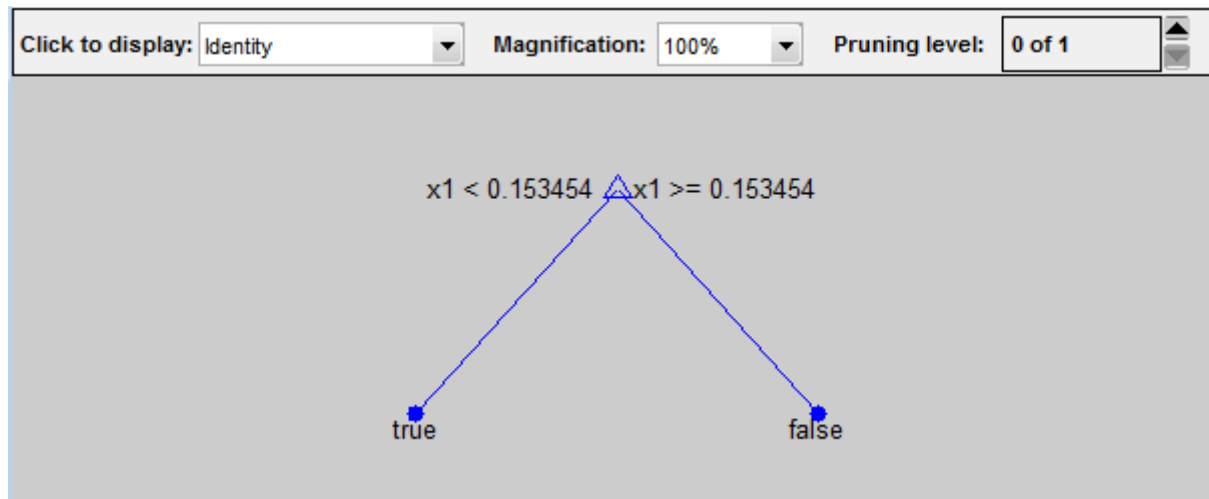 Click to display: Identity Magnification: 100% Pruning level: 0 of 1
x1 < 0.153454 x1 >= 0.153454
true false